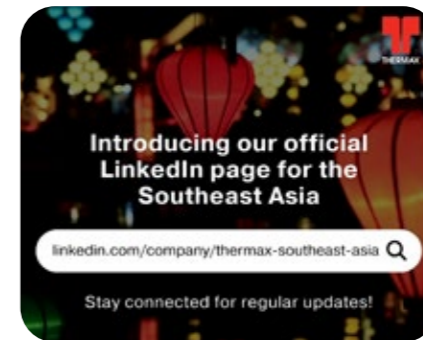 THERMAX
Introducing our official
LinkedIn page for the
Southeast Asia
linkedin.com/company/thermax-southeast-asia
Stay connected for regular updates!